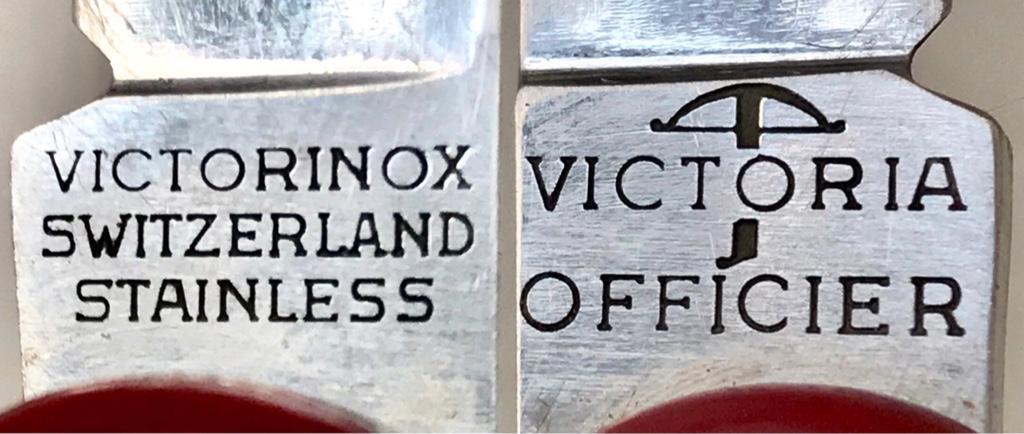 VICTORINOX
SWITZERLAND
STAINLESS
VICTORIA
OFFICIER